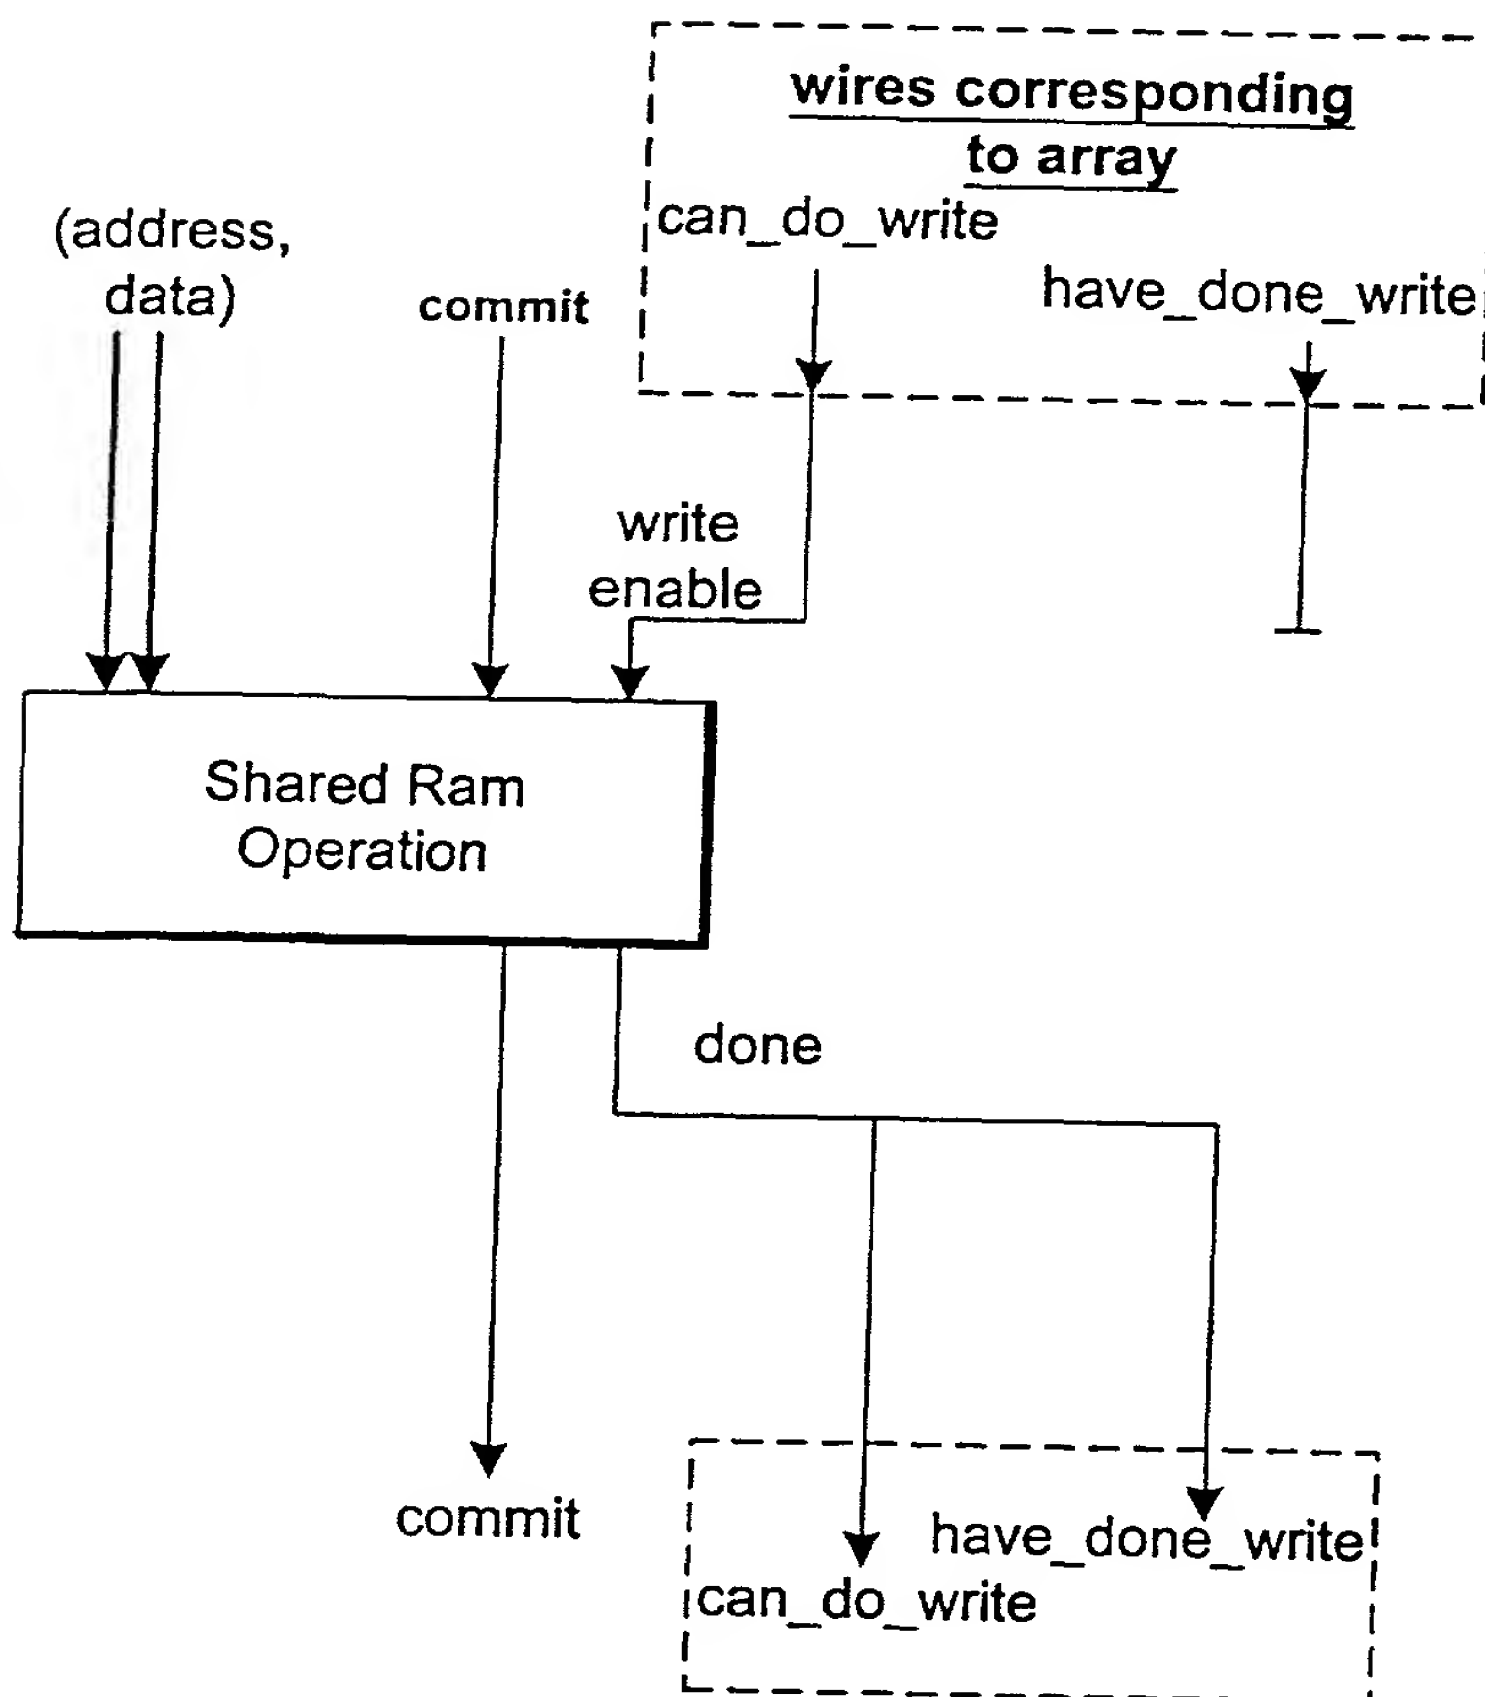 wires corresponding
to array
can_do_write
(address,
data)
commit
have_done_write
write
enable
Shared Ram
Operation
done
commit
have_done_write
can_do_write